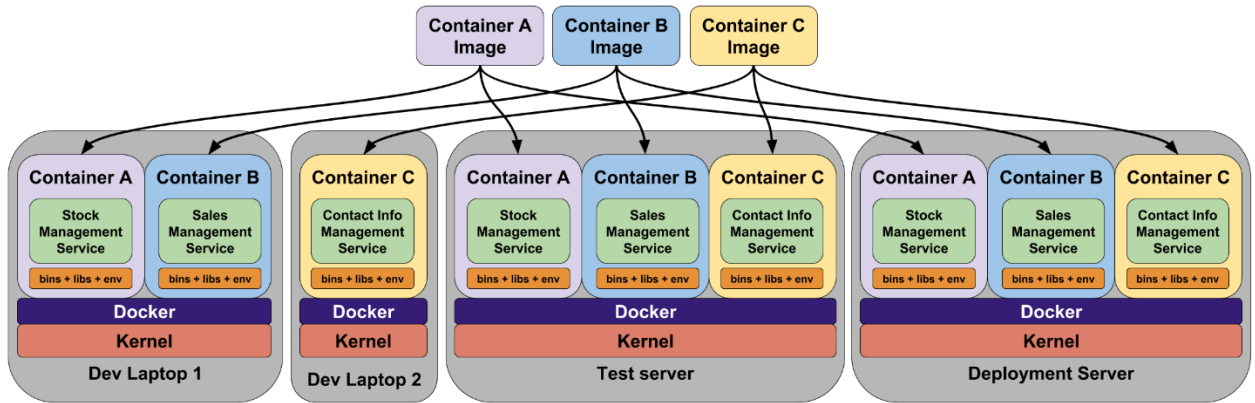 Container A
Image
Container B
Image
Container C
Image
Container A
Stock
Management
Service
bins + libs + env
Container B
Sales
Management
Service
bins + libs + env
Docker
Kernel
Dev Laptop 1
Container C
Contact Info
Management
Service
bins + libs + env
Docker
Kernel
Dev Laptop 2
Container A
Stock
Management
Service
bins + libs + env
Container B
Sales
Management
Service
bins + libs + env
Container C
Contact Info
Management
Service
bins + libs + env
Docker
Kernel
Test server
Container A
Stock
Management
Service
bins + libs + env
Container B
Sales
Management
Service
bins + libs + env
Container C
Contact Info
Management
Service
bins + libs + env
Docker
Kernel
Deployment Server